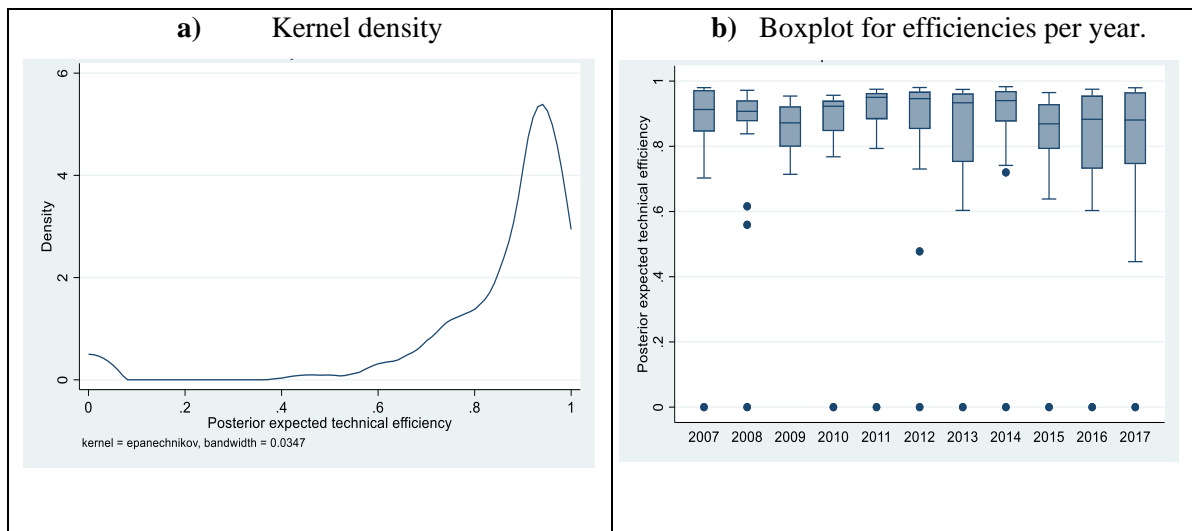 a) Kernel density
6
4
2
0
Density
0 .2 .4 .6 .8 1
Posterior expected technical efficiency
kernel = epanechnikov, bandwidth = 0.0347
b) Boxplot for efficiencies per year.
1
.8
.6
.4
.2
0
Posterior expected technical efficiency
2007 2008 2009 2010 2011 2012 2013 2014 2015 2016 2017